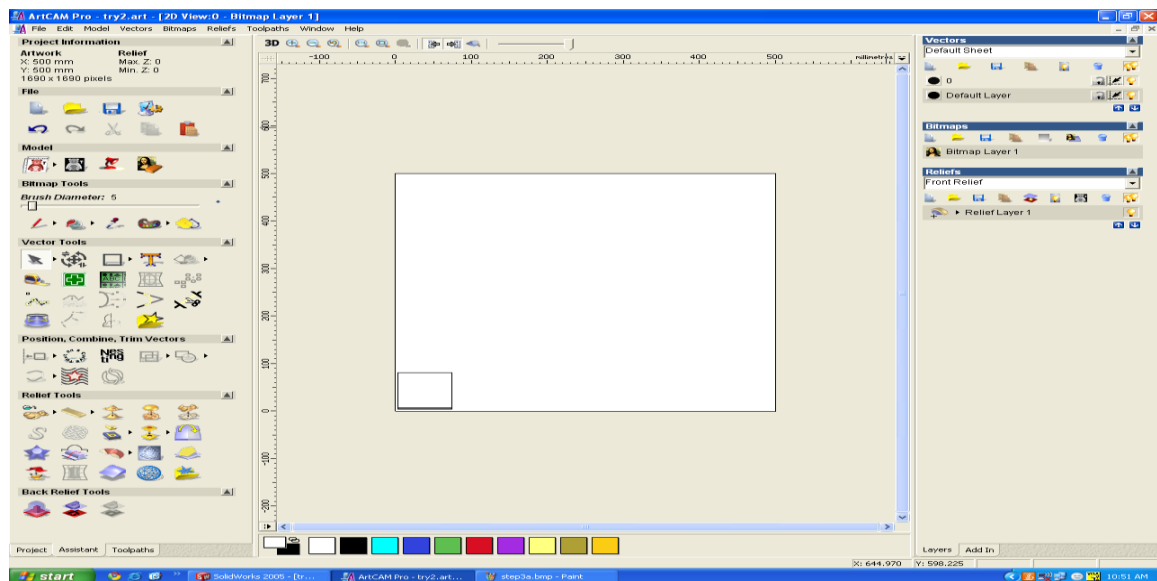 ArtCAM Pro - try2.art - [2D View:0 - Bitmap Layer 1]
File Edit Model Vectors Bitmaps Reliefs Toolpaths Window Help
Project Information
Artwork Relief
X: 500 mm Max. Z: 0
Y: 500 mm Min. Z: 0
1690 x 1690 pixels
File
Model
Bitmap Tools
Brush Diameter: 5
Vector Tools
Position, Combine, Trim Vectors
Relief Tools
Back Relief Tools
Project Assistant Toolpaths
3D
-100 0 100 200 300 400 500 millimetres
700
600
500
400
300
200
100
0
-100
-200
Vectors
Default Sheet
0
Default Layer
Bitmaps
Bitmap Layer 1
Reliefs
Front Relief
Relief Layer 1
Layers Add In
X: 644.970 Y: 598.225
start SolidWorks 2005 - [tr... ArtCAM Pro - try2.art... step3a.bmp - Paint 10:51 AM